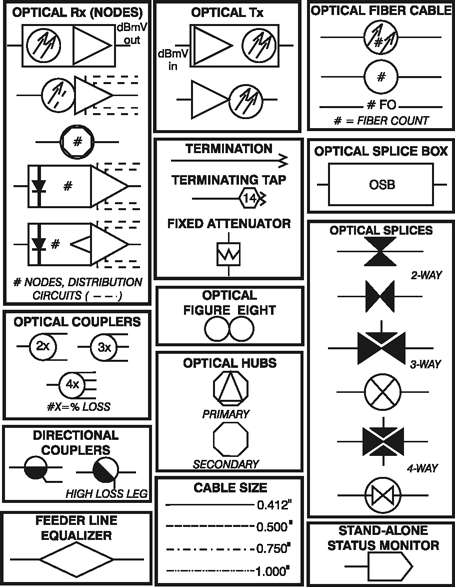 OPTICAL Rx (NODES)
dBmV
out
#
#
#
# NODES, DISTRIBUTION
CIRCUITS ( --- )
OPTICAL COUPLERS
2x
3x
4x
#X=% LOSS
DIRECTIONAL
COUPLERS
HIGH LOSS LEG
FEEDER LINE
EQUALIZER
OPTICAL Tx
dBmV
in
TERMINATION
TERMINATING TAP
14
FIXED ATTENUATOR
OPTICAL
FIGURE EIGHT
OPTICAL HUBS
PRIMARY
SECONDARY
CABLE SIZE
0.412"
0.500"
0.750"
1.000"
OPTICAL FIBER CABLE
#
#
# FO
# = FIBER COUNT
OPTICAL SPLICE BOX
OSB
OPTICAL SPLICES
2-WAY
3-WAY
4-WAY
STAND-ALONE
STATUS MONITOR